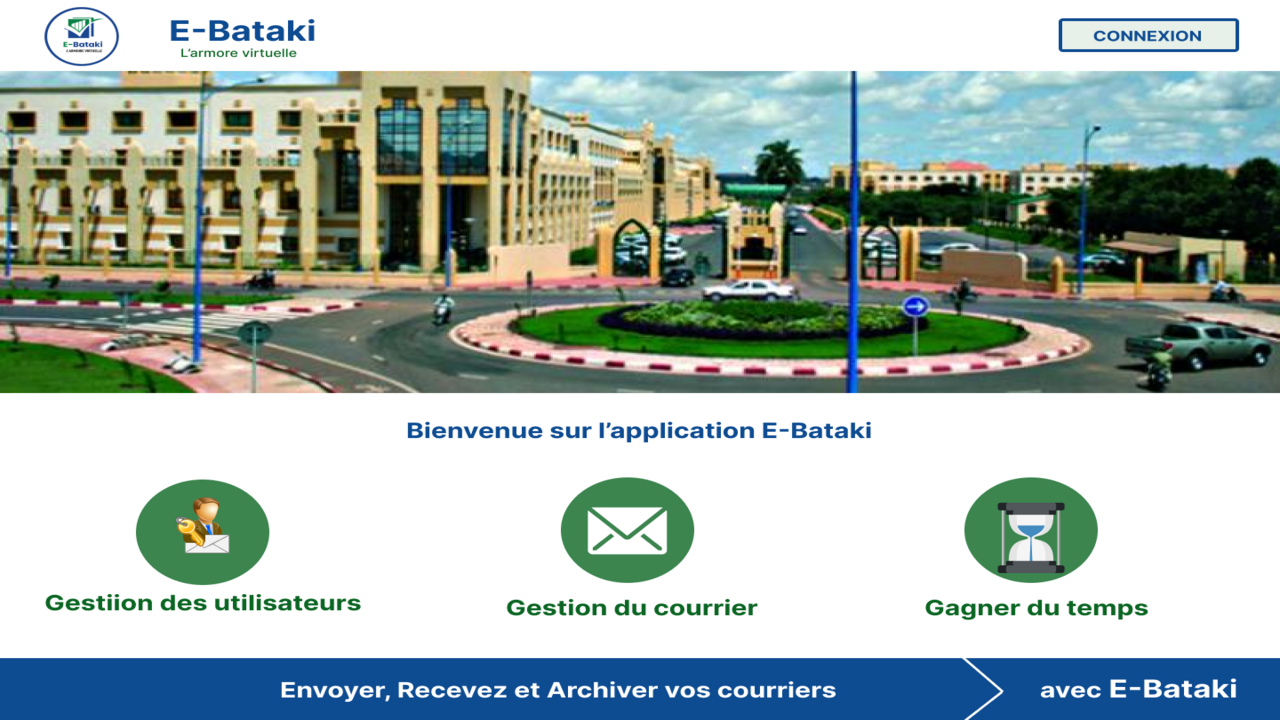 E-Bataki
L'ARMORE VIRTUELLE
E-Bataki
L'armore virtuelle
CONNEXION
Bienvenue sur l'application E-Bataki
Gestiion des utilisateurs
Gestion du courrier
Gagner du temps
Envoyer, Recevez et Archiver vos courriers
avec E-Bataki